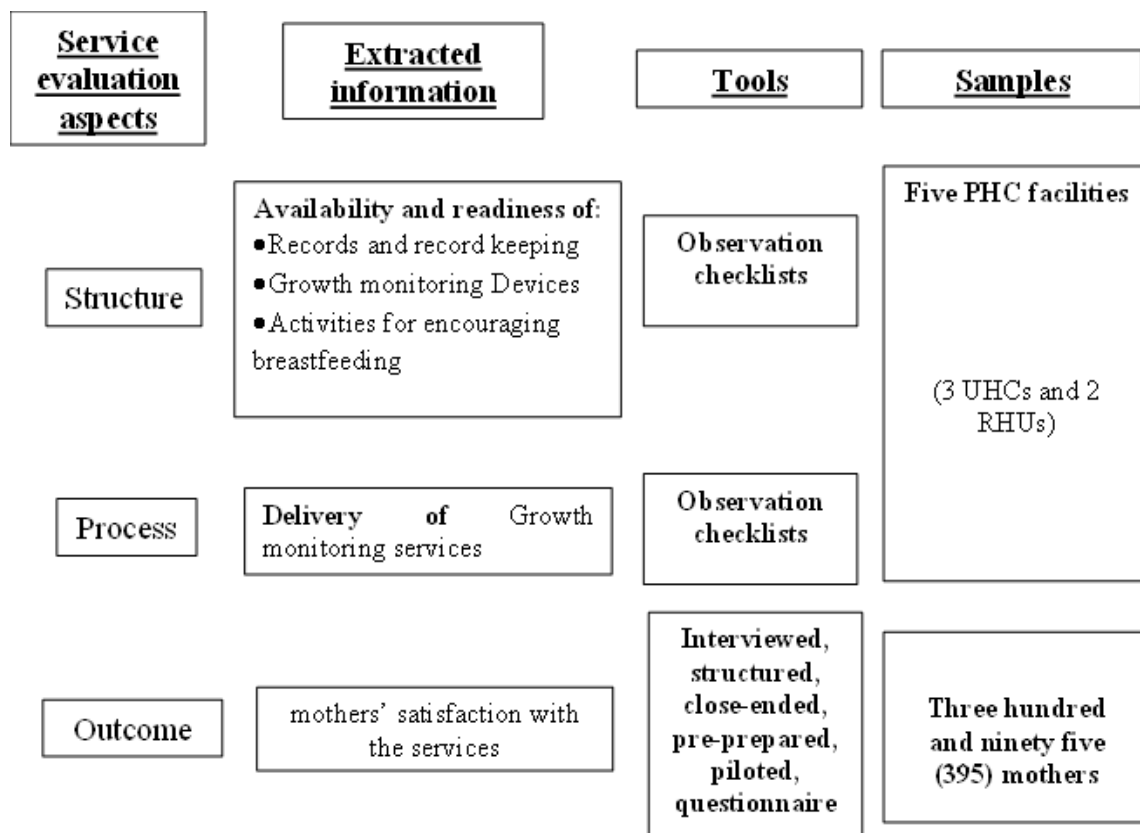 Service
evaluation
aspects
Extracted
information
Tools
Samples
Structure
Availability and readiness of:
●Records and record keeping
●Growth monitoring Devices
●Activities for encouraging
breastfeeding
Observation
checklists
Five PHC facilities
(3 UHCs and 2
RHUs)
Process
Delivery of Growth
monitoring services
Observation
checklists
Outcome
mothers’ satisfaction with
the services
Interviewed,
structured,
close-ended,
pre-prepared,
piloted,
questionnaire
Three hundred
and ninety five
(395) mothers